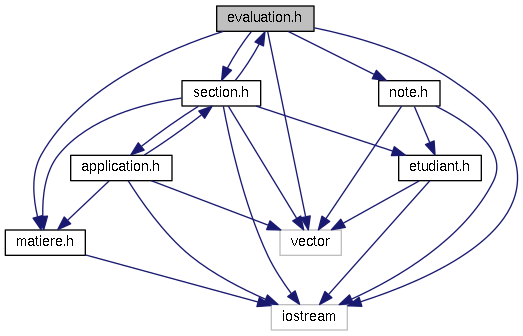 evaluation.h
section.h
note.h
application.h
etudiant.h
matiere.h
vector
iostream